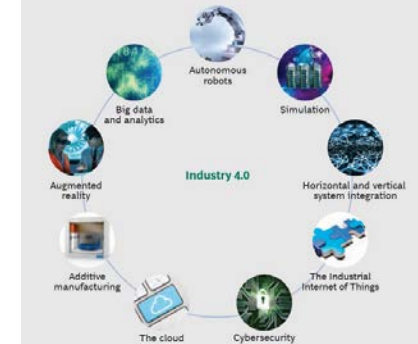 Autonomous
robots
Simulation
Big data
and analytics
Industry 4.0
Augmented
reality
Horizontal and vertical
system integration
Additive
manufacturing
The Industrial
Internet of Things
The cloud
Cybersecurity